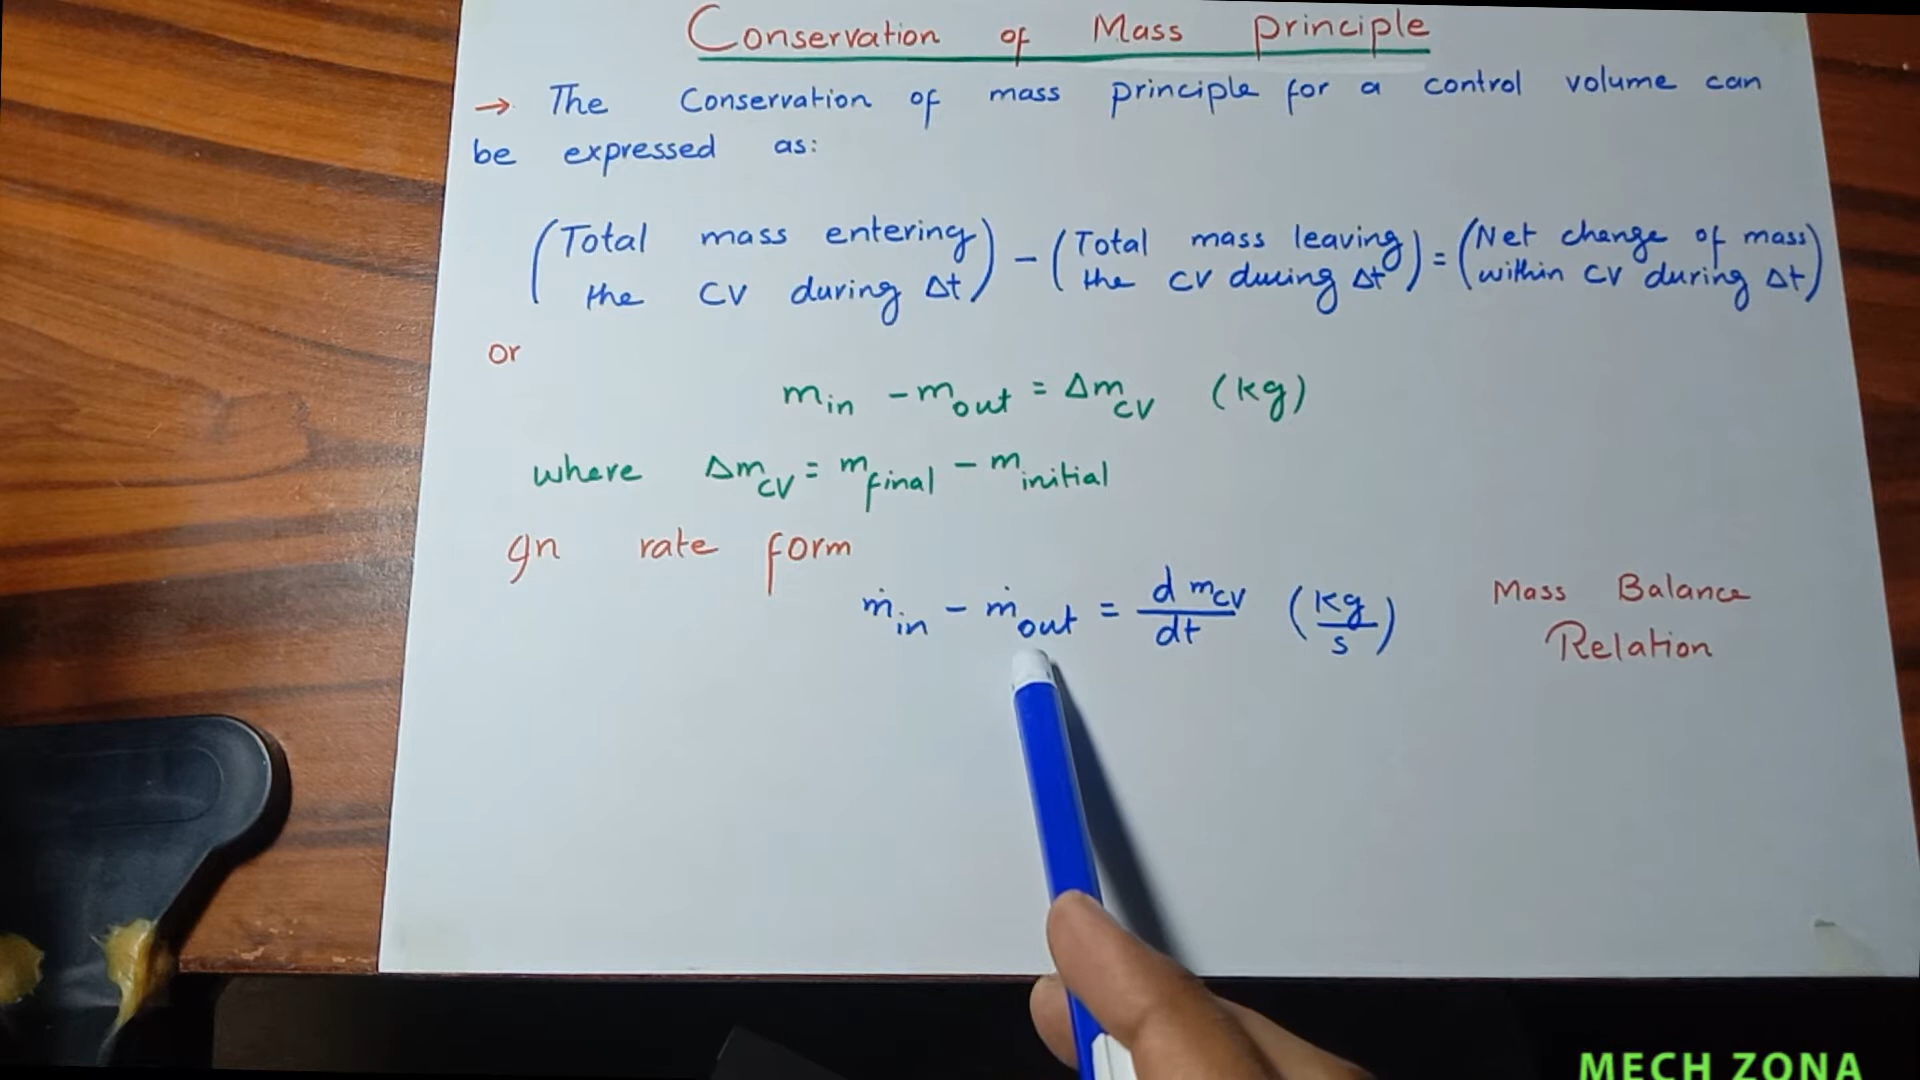 Conservation of Mass principle
→ The Conservation of mass principle for a control volume can
be expressed as:
(Total mass entering the CV during Δt) - (Total mass leaving the CV during Δt) = (Net change of mass within CV during Δt)
or
m_in - m_out = Δm_CV (kg)
where Δm_CV = m_final - m_initial
In rate form
ṁ_in - ṁ_out = d m_CV / dt (kg/s)
Mass Balance
Relation
MECH ZONA